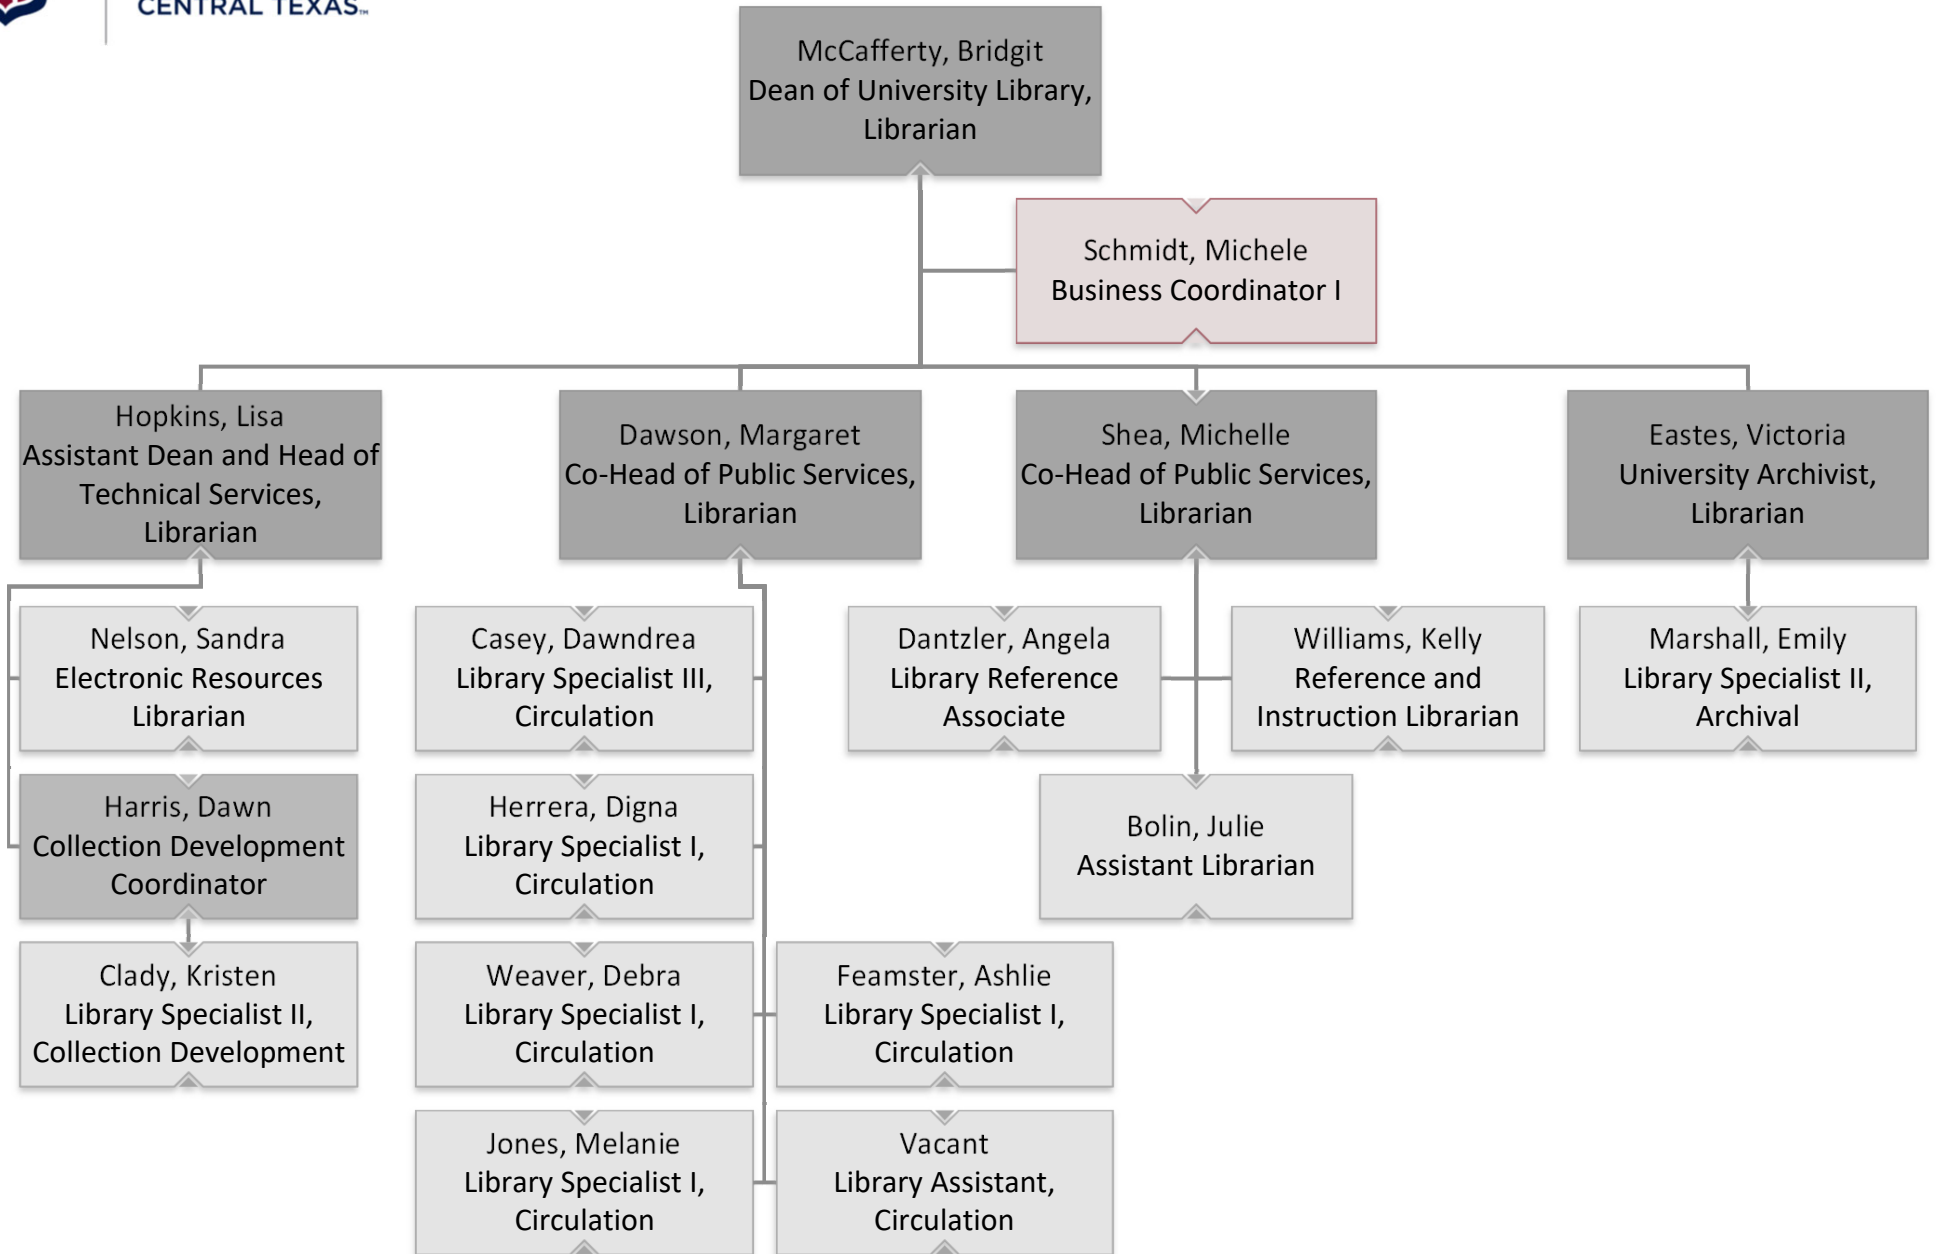 CENTRAL TEXAS™
McCafferty, Bridgit
Dean of University Library,
Librarian
Schmidt, Michele
Business Coordinator I
Hopkins, Lisa
Assistant Dean and Head of
Technical Services,
Librarian
Dawson, Margaret
Co-Head of Public Services,
Librarian
Shea, Michelle
Co-Head of Public Services,
Librarian
Eastes, Victoria
University Archivist,
Librarian
Nelson, Sandra
Electronic Resources
Librarian
Casey, Dawndrea
Library Specialist III,
Circulation
Dantzler, Angela
Library Reference
Associate
Williams, Kelly
Reference and
Instruction Librarian
Marshall, Emily
Library Specialist II,
Archival
Harris, Dawn
Collection Development
Coordinator
Herrera, Digna
Library Specialist I,
Circulation
Bolin, Julie
Assistant Librarian
Clady, Kristen
Library Specialist II,
Collection Development
Weaver, Debra
Library Specialist I,
Circulation
Feamster, Ashlie
Library Specialist I,
Circulation
Jones, Melanie
Library Specialist I,
Circulation
Vacant
Library Assistant,
Circulation